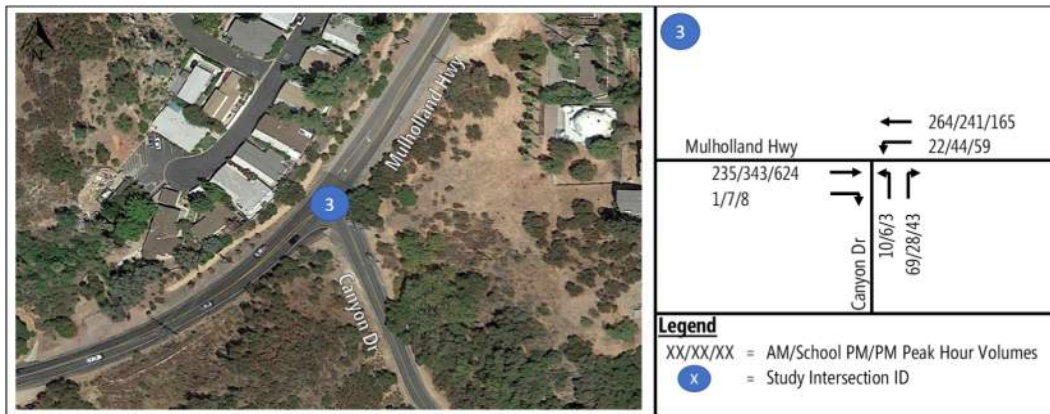 3
Mulholland Hwy
Canyon Dr
3
264/241/165
22/44/59
Mulholland Hwy
235/343/624
1/7/8
Canyon Dr
10/6/3
69/28/43
Legend
XX/XX/XX = AM/School PM/PM Peak Hour Volumes
X = Study Intersection ID